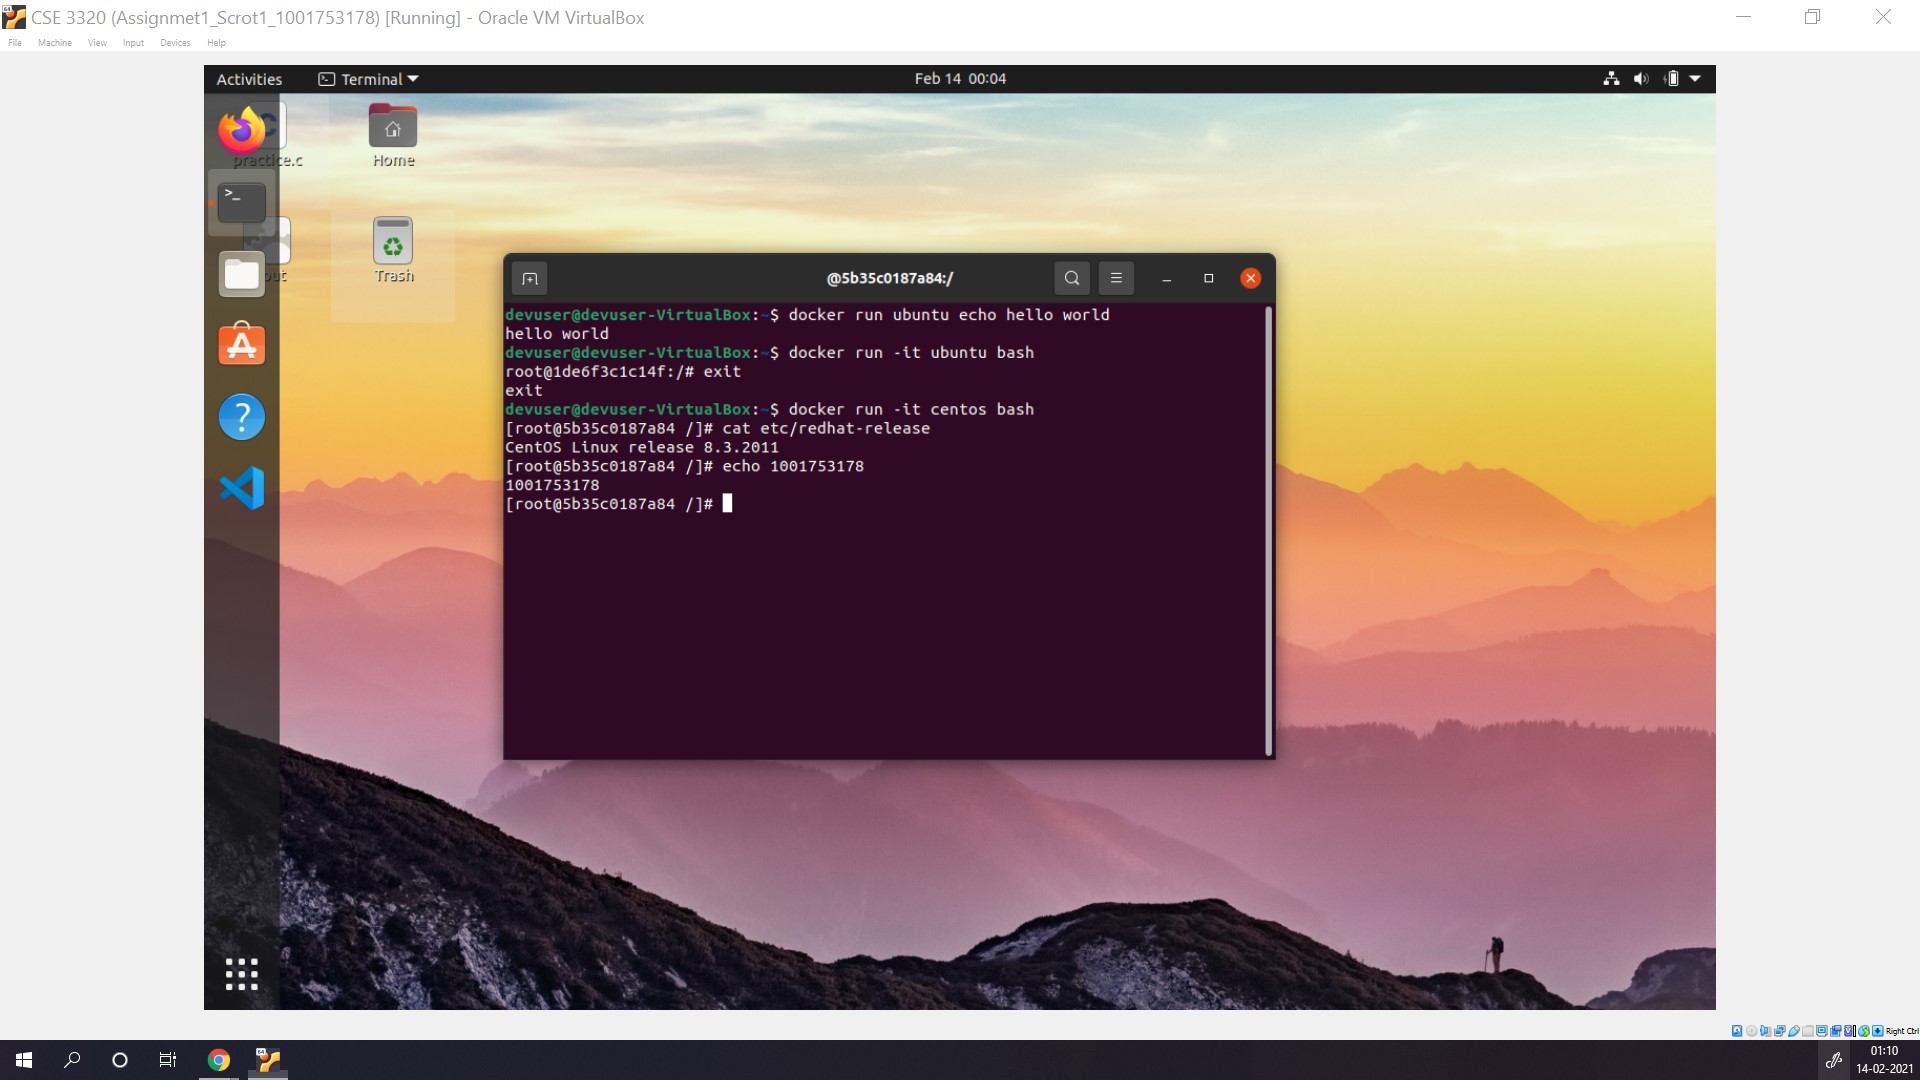 CSE 3320 (Assignmet1_Scrot1_1001753178) [Running] - Oracle VM VirtualBox
File Machine View Input Devices Help
Activities Terminal Feb 14 00:04
practice.c
Home
Trash
out
@5b35c0187a84:/
devuser@devuser-VirtualBox:~$ docker run ubuntu echo hello world
hello world
devuser@devuser-VirtualBox:~$ docker run -it ubuntu bash
root@1de6f3c1c14f:/# exit
exit
devuser@devuser-VirtualBox:~$ docker run -it centos bash
[root@5b35c0187a84 /]# cat etc/redhat-release
CentOS Linux release 8.3.2011
[root@5b35c0187a84 /]# echo 1001753178
1001753178
[root@5b35c0187a84 /]#
Right Ctrl
01:10
14-02-2021